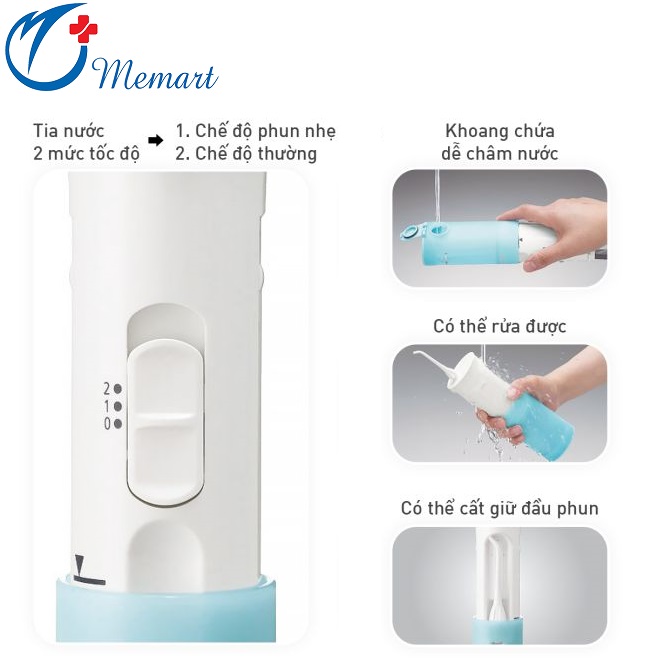 Memart
Tia nước
2 mức tốc độ
1. Chế độ phun nhẹ
2. Chế độ thường
Khoang chứa
dễ châm nước
2
1
0
Có thể rửa được
Có thể cất giữ đầu phun